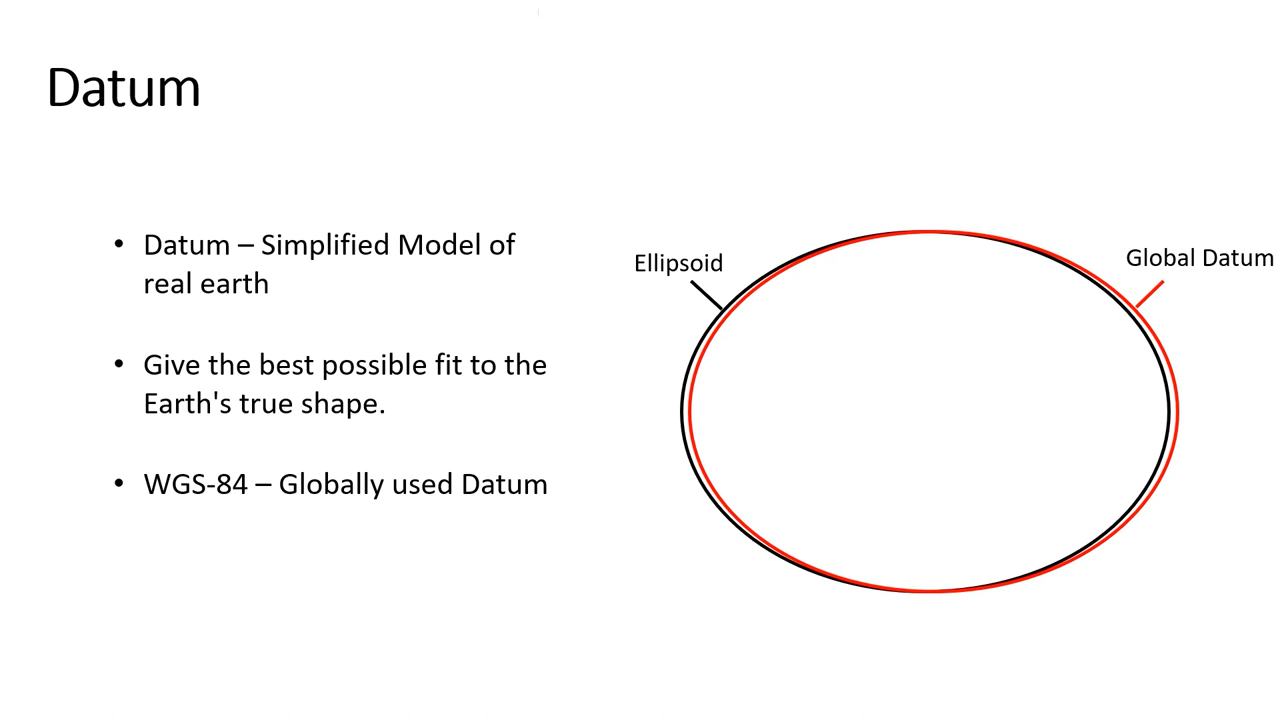 Datum
• Datum – Simplified Model of
real earth
• Give the best possible fit to the
Earth's true shape.
• WGS-84 – Globally used Datum
Ellipsoid
Global Datum